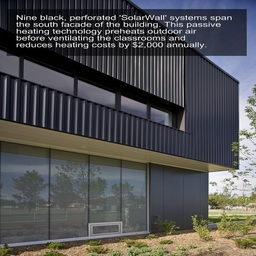 Nine black, perforated 'SolarWall' systems span
the south facade of the building. This passive
heating technology preheats outdoor air
before ventilating the classrooms and
reduces heating costs by $2,000 annually.